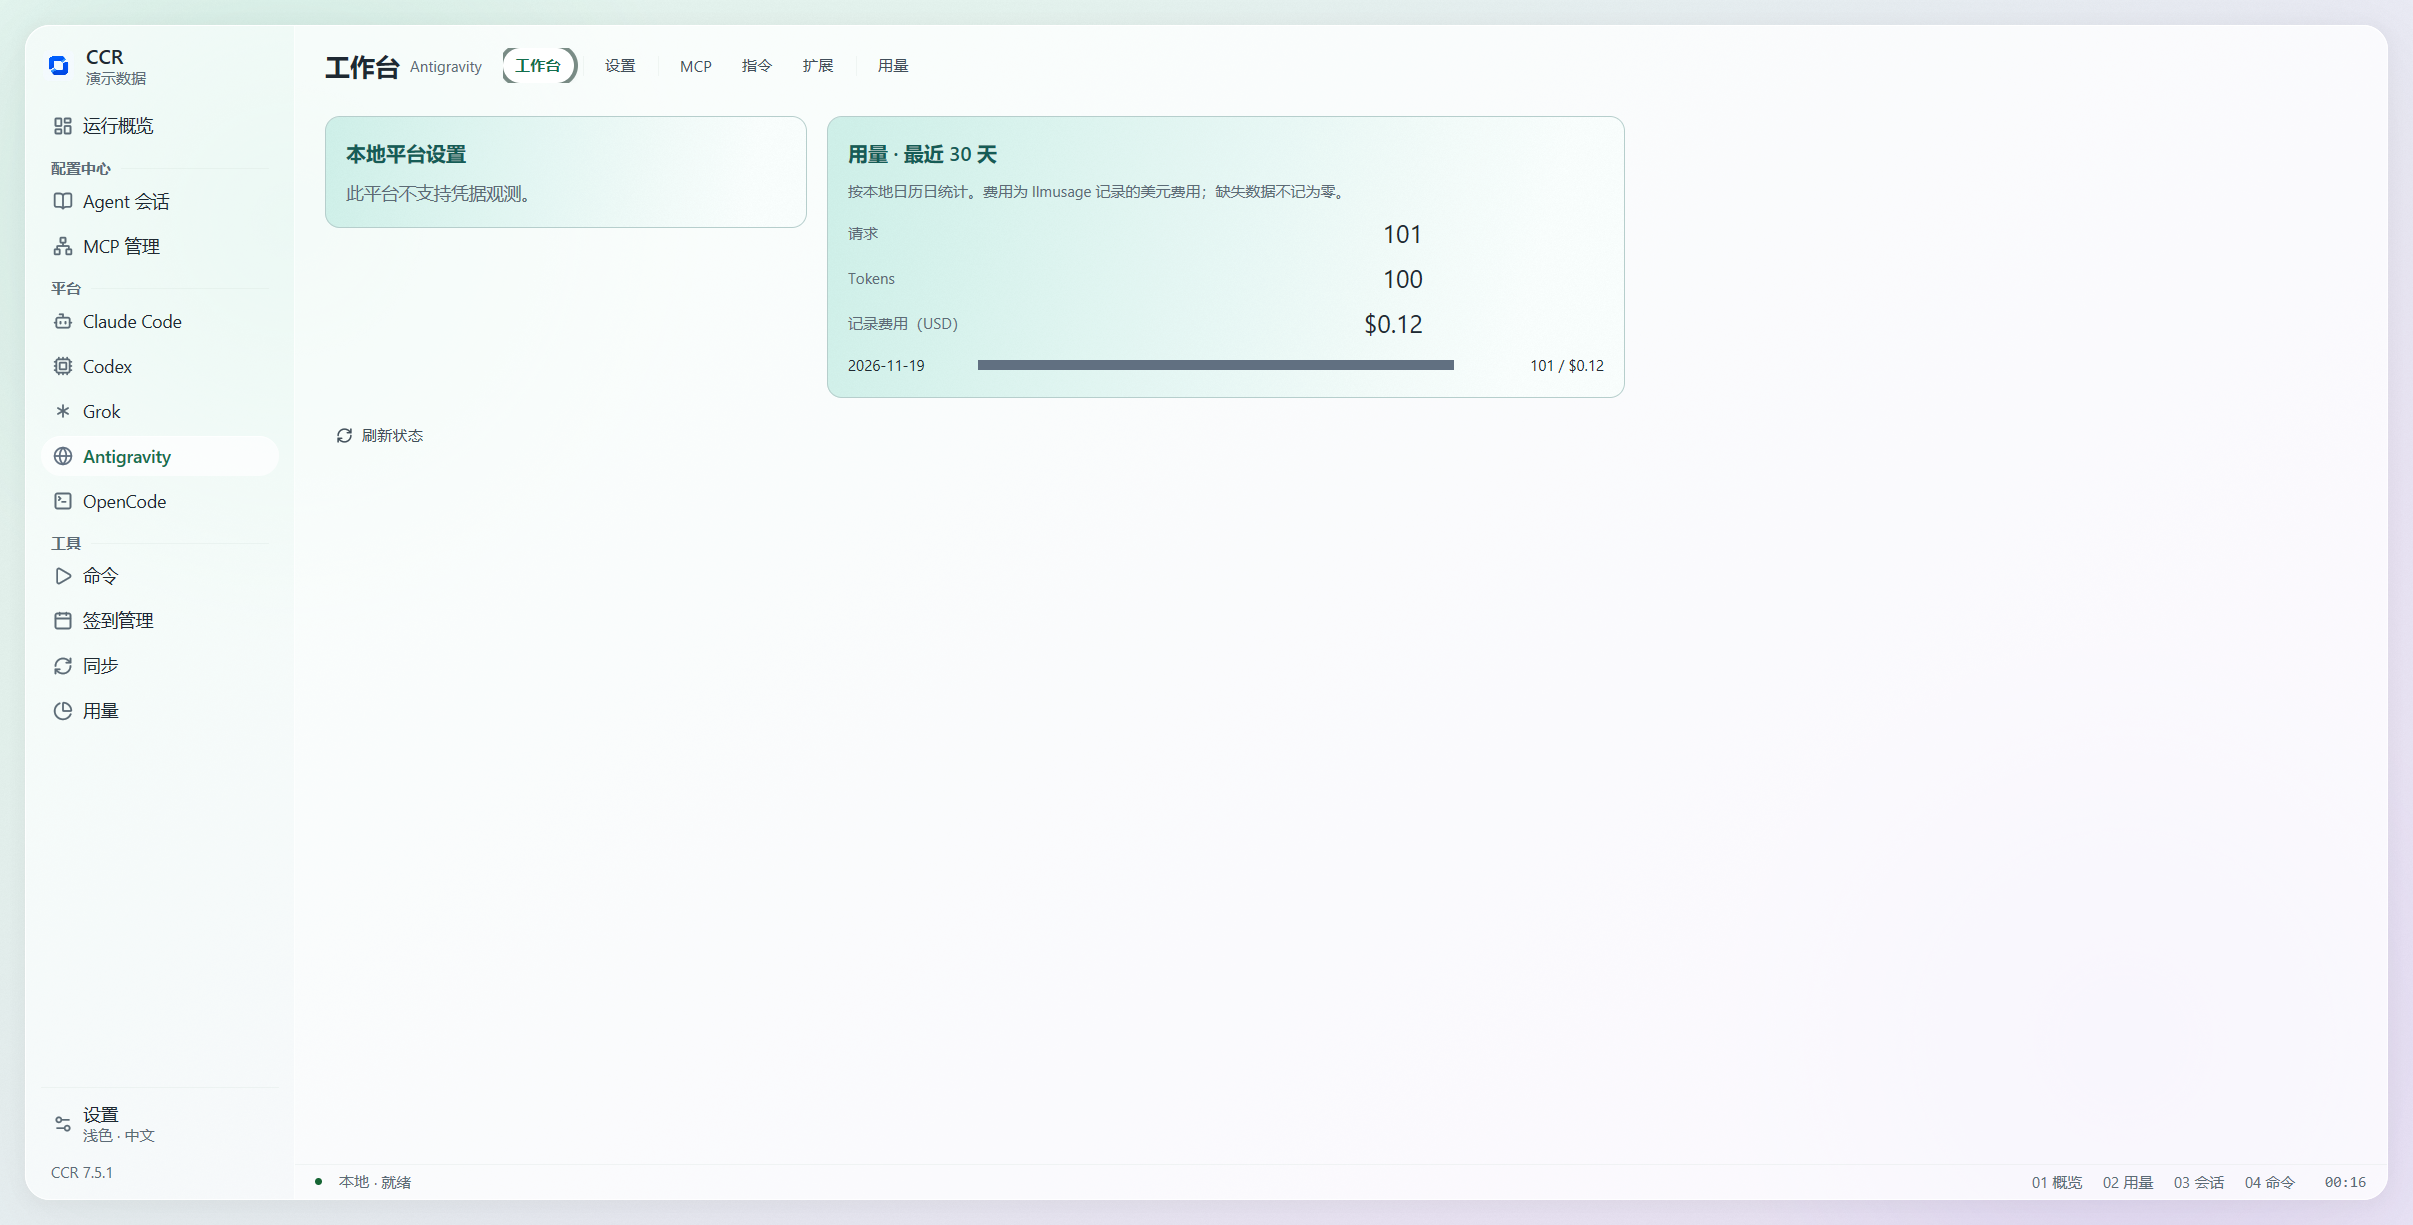 CCR
演示数据
运行概览
配置中心
Agent 会话
MCP 管理
平台
Claude Code
Codex
Grok
Antigravity
OpenCode
工具
命令
签到管理
同步
用量
设置
浅色 · 中文
CCR 7.5.1
工作台 Antigravity 工作台 设置 MCP 指令 扩展 用量
本地平台设置
此平台不支持凭据观测。
用量 · 最近 30 天
按本地日历日统计。费用为 llmusage 记录的美元费用；缺失数据不记为零。
请求 101
Tokens 100
记录费用（USD） $0.12
2026-11-19 101 / $0.12
刷新状态
本地 · 就绪
01 概览 02 用量 03 会话 04 命令 00:16